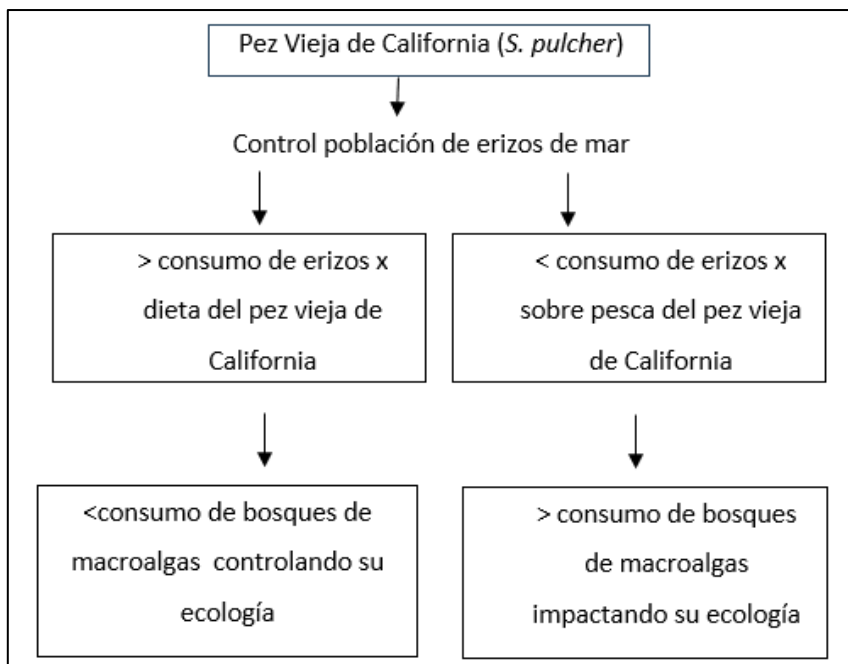 Pez Vieja de California (S. pulcher)
Control población de erizos de mar
> consumo de erizos x
dieta del pez vieja de
California
< consumo de erizos x
sobre pesca del pez vieja
de California
<consumo de bosques de
macroalgas controlando su
ecología
> consumo de bosques
de macroalgas
impactando su ecología